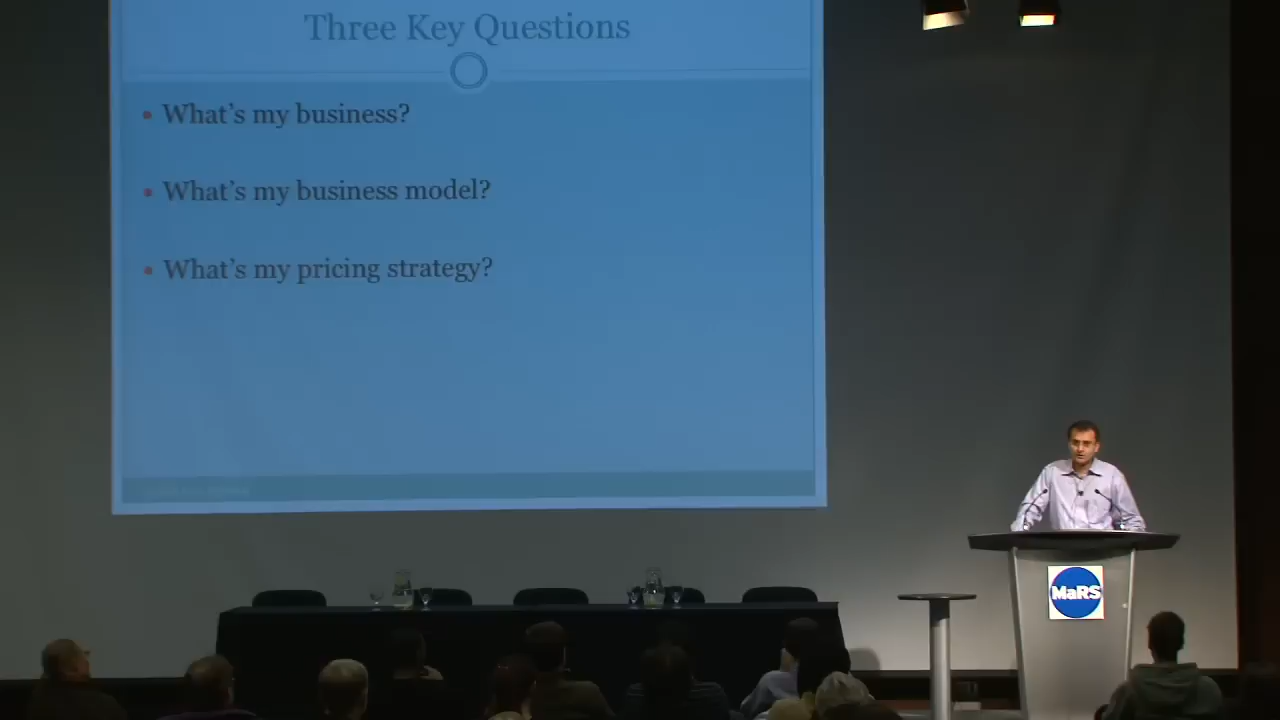 Three Key Questions
• What's my business?
• What's my business model?
• What's my pricing strategy?
MaRS